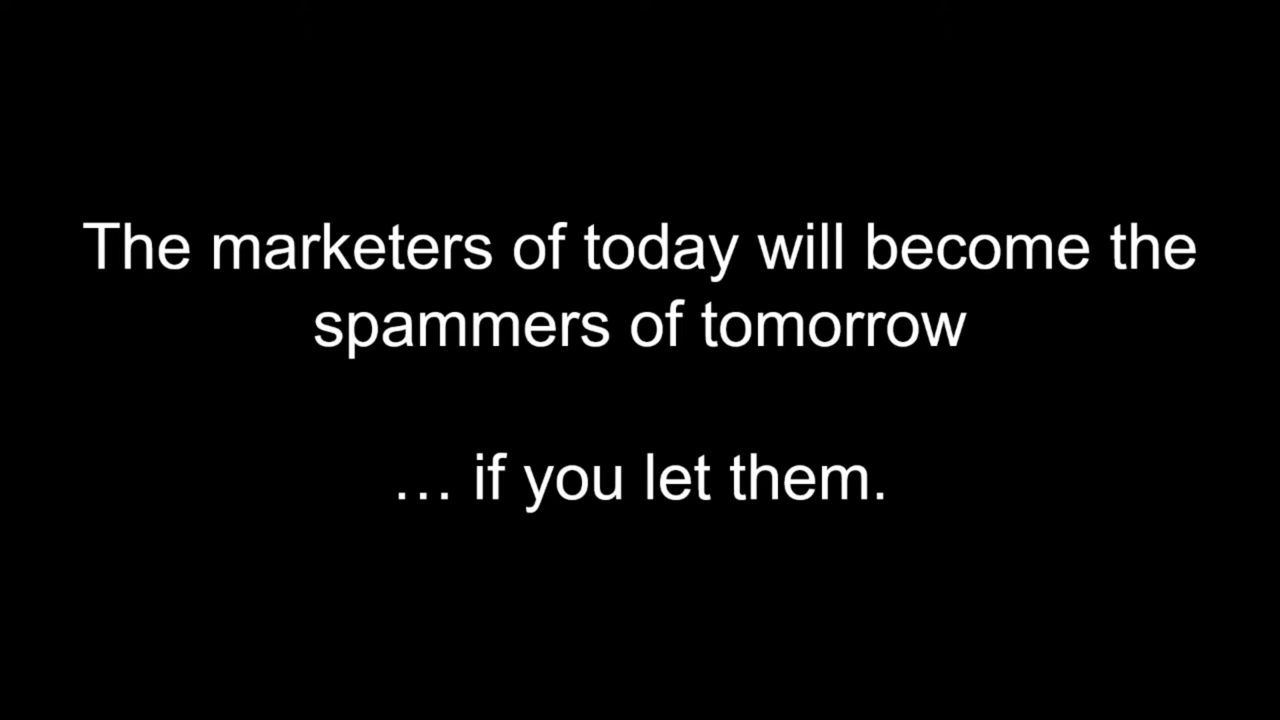 The marketers of today will become the
spammers of tomorrow
… if you let them.